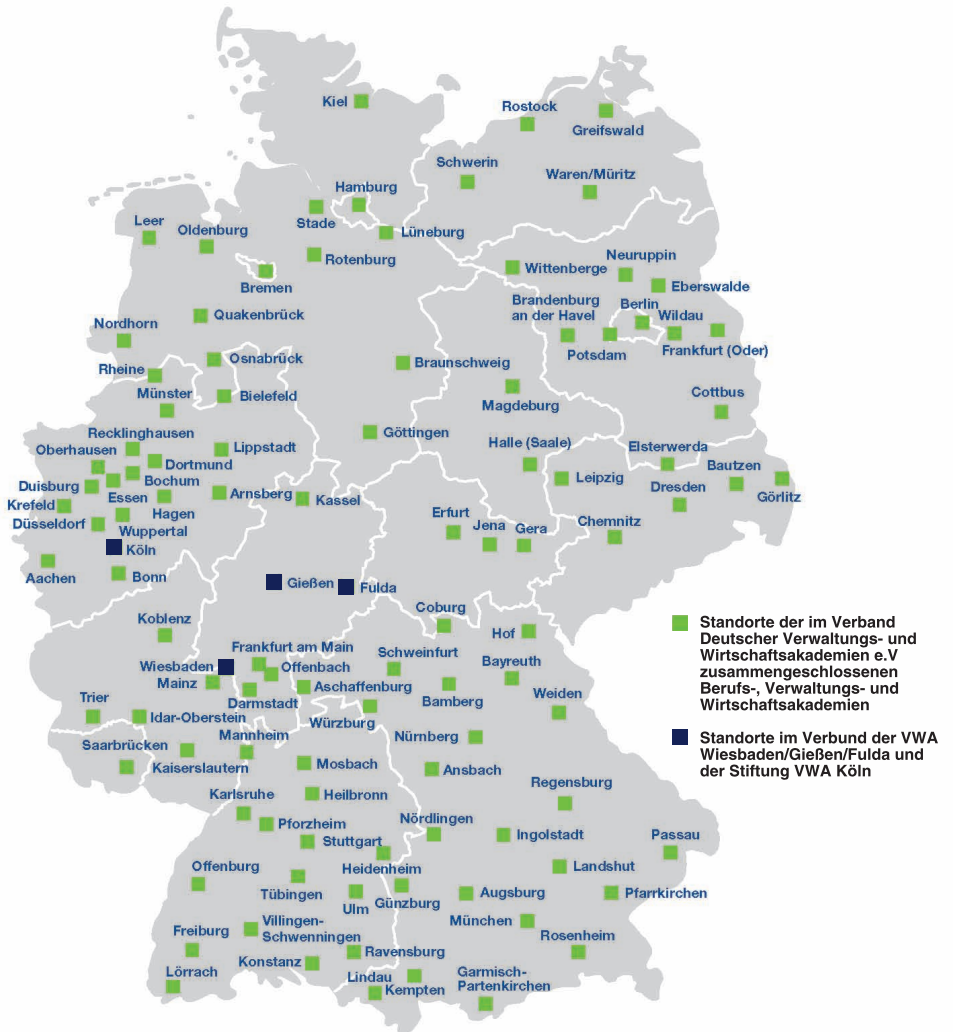 Kiel
Rostock
Greifswald
Schwerin
Waren/Müritz
Hamburg
Stade
Lüneburg
Leer
Oldenburg
Rotenburg
Bremen
Wittenberge
Neuruppin
Eberswalde
Brandenburg
an der Havel
Berlin
Wildau
Potsdam
Frankfurt (Oder)
Quakenbrück
Nordhorn
Osnabrück
Rheine
Braunschweig
Münster
Bielefeld
Magdeburg
Cottbus
Recklinghausen
Göttingen
Oberhausen
Lippstadt
Halle (Saale)
Elsterwerda
Dortmund
Bautzen
Duisburg
Bochum
Leipzig
Dresden
Görlitz
Essen
Arnsberg
Kassel
Krefeld
Hagen
Düsseldorf
Wuppertal
Erfurt
Jena
Gera
Chemnitz
Köln
Aachen
Bonn
Gießen
Fulda
Koblenz
Coburg
Hof
Frankfurt am Main
Schweinfurt
Wiesbaden
Offenbach
Bayreuth
Mainz
Aschaffenburg
Weiden
Trier
Darmstadt
Bamberg
Idar-Oberstein
Würzburg
Mannheim
Nürnberg
Saarbrücken
Kaiserslautern
Mosbach
Ansbach
Karlsruhe
Heilbronn
Regensburg
Pforzheim
Nördlingen
Stuttgart
Ingolstadt
Passau
Offenburg
Heidenheim
Landshut
Tübingen
Ulm
Günzburg
Augsburg
Pfarrkirchen
Villingen-
Schwenningen
München
Freiburg
Rosenheim
Konstanz
Ravensburg
Lörrach
Lindau
Kempten
Garmisch-
Partenkirchen
Standorte der im Verband
Deutscher Verwaltungs- und
Wirtschaftsakademien e.V
zusammengeschlossenen
Berufs-, Verwaltungs- und
Wirtschaftsakademien
Standorte im Verbund der VWA
Wiesbaden/Gießen/Fulda und
der Stiftung VWA Köln